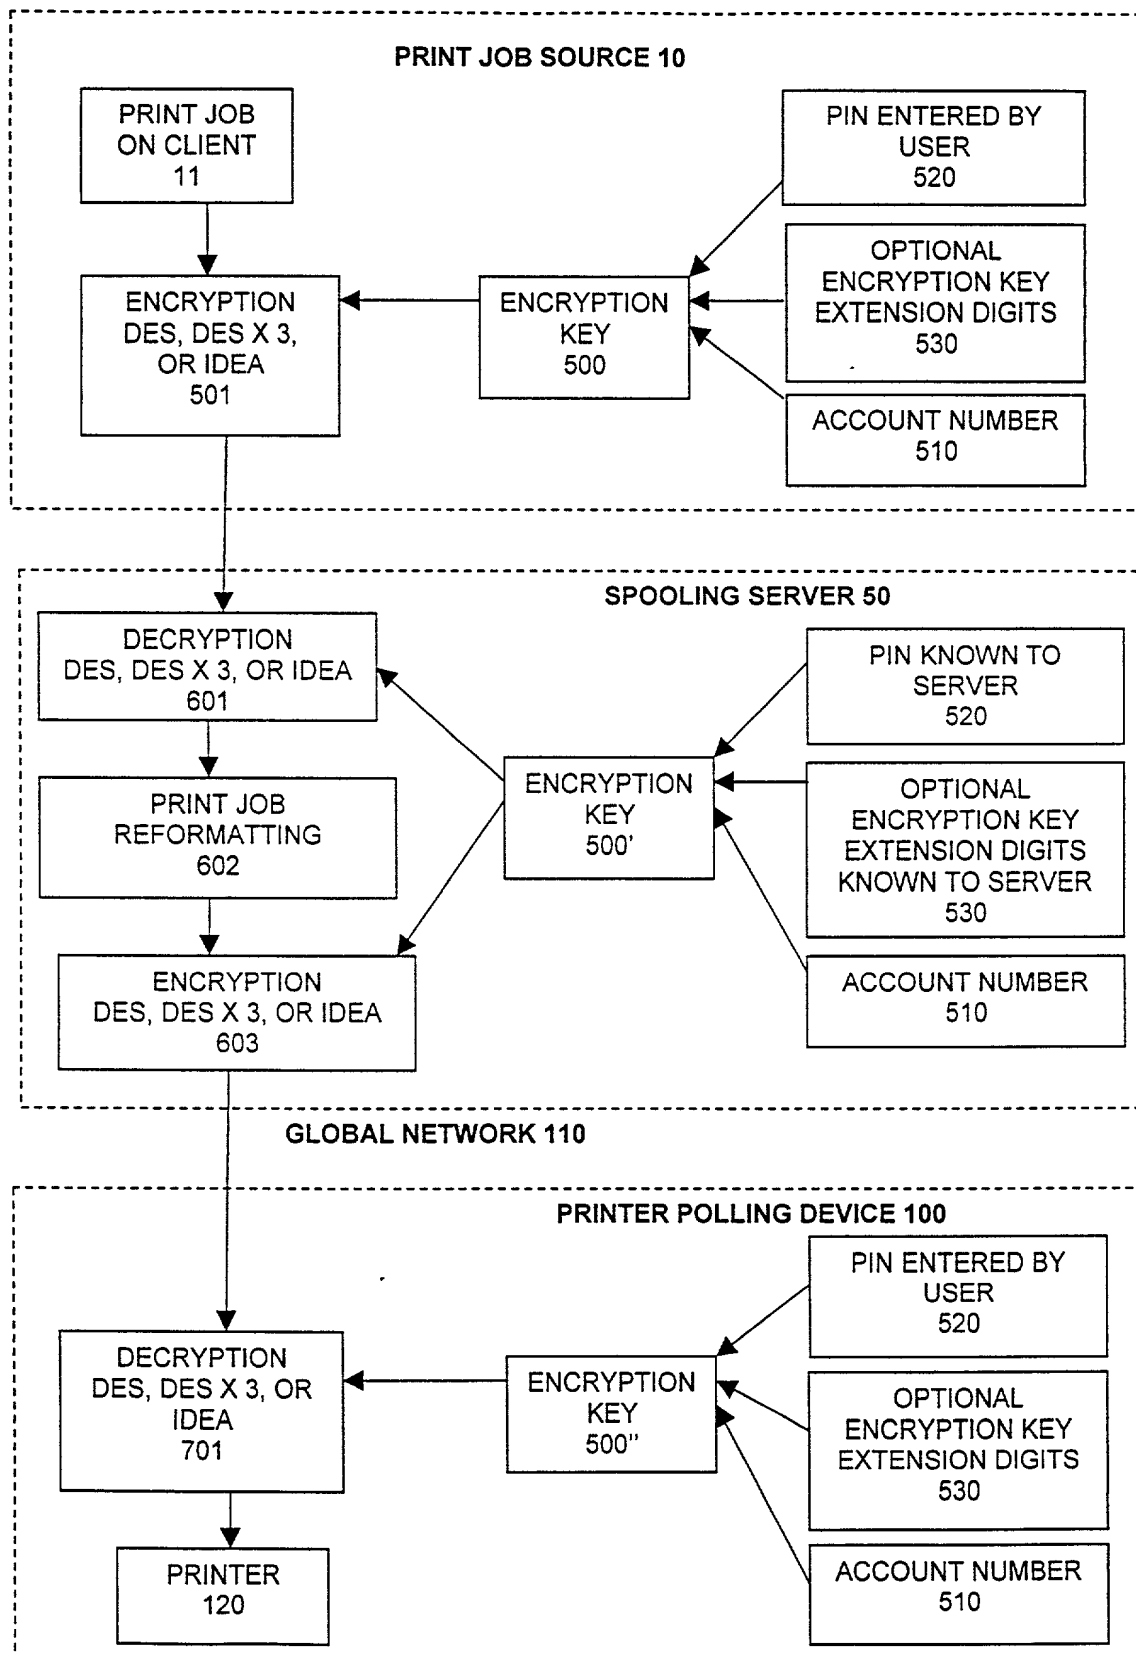 PRINT JOB SOURCE 10
PRINT JOB
ON CLIENT
11
PIN ENTERED BY
USER
520
ENCRYPTION
DES, DES X 3,
OR IDEA
501
ENCRYPTION
KEY
500
OPTIONAL
ENCRYPTION KEY
EXTENSION DIGITS
530
ACCOUNT NUMBER
510
SPOOLING SERVER 50
DECRYPTION
DES, DES X 3, OR IDEA
601
PIN KNOWN TO
SERVER
520
PRINT JOB
REFORMATTING
602
ENCRYPTION
KEY
500'
OPTIONAL
ENCRYPTION KEY
EXTENSION DIGITS
KNOWN TO SERVER
530
ENCRYPTION
DES, DES X 3, OR IDEA
603
ACCOUNT NUMBER
510
GLOBAL NETWORK 110
PRINTER POLLING DEVICE 100
PIN ENTERED BY
USER
520
DECRYPTION
DES, DES X 3, OR
IDEA
701
ENCRYPTION
KEY
500''
OPTIONAL
ENCRYPTION KEY
EXTENSION DIGITS
530
PRINTER
120
ACCOUNT NUMBER
510